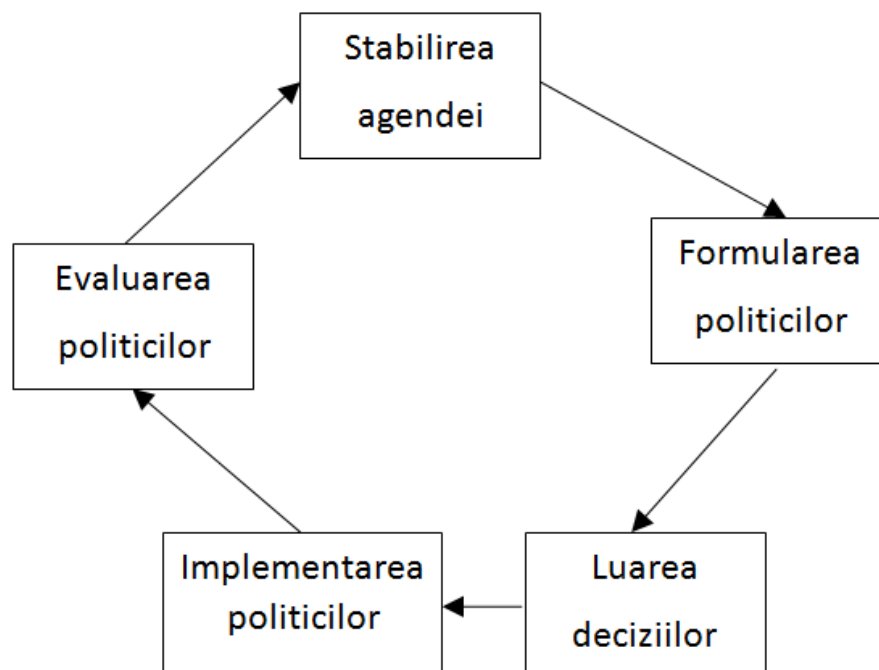 Stabilirea
agendei
Formularea
politicilor
Evaluarea
politicilor
Implementarea
politicilor
Luarea
deciziilor